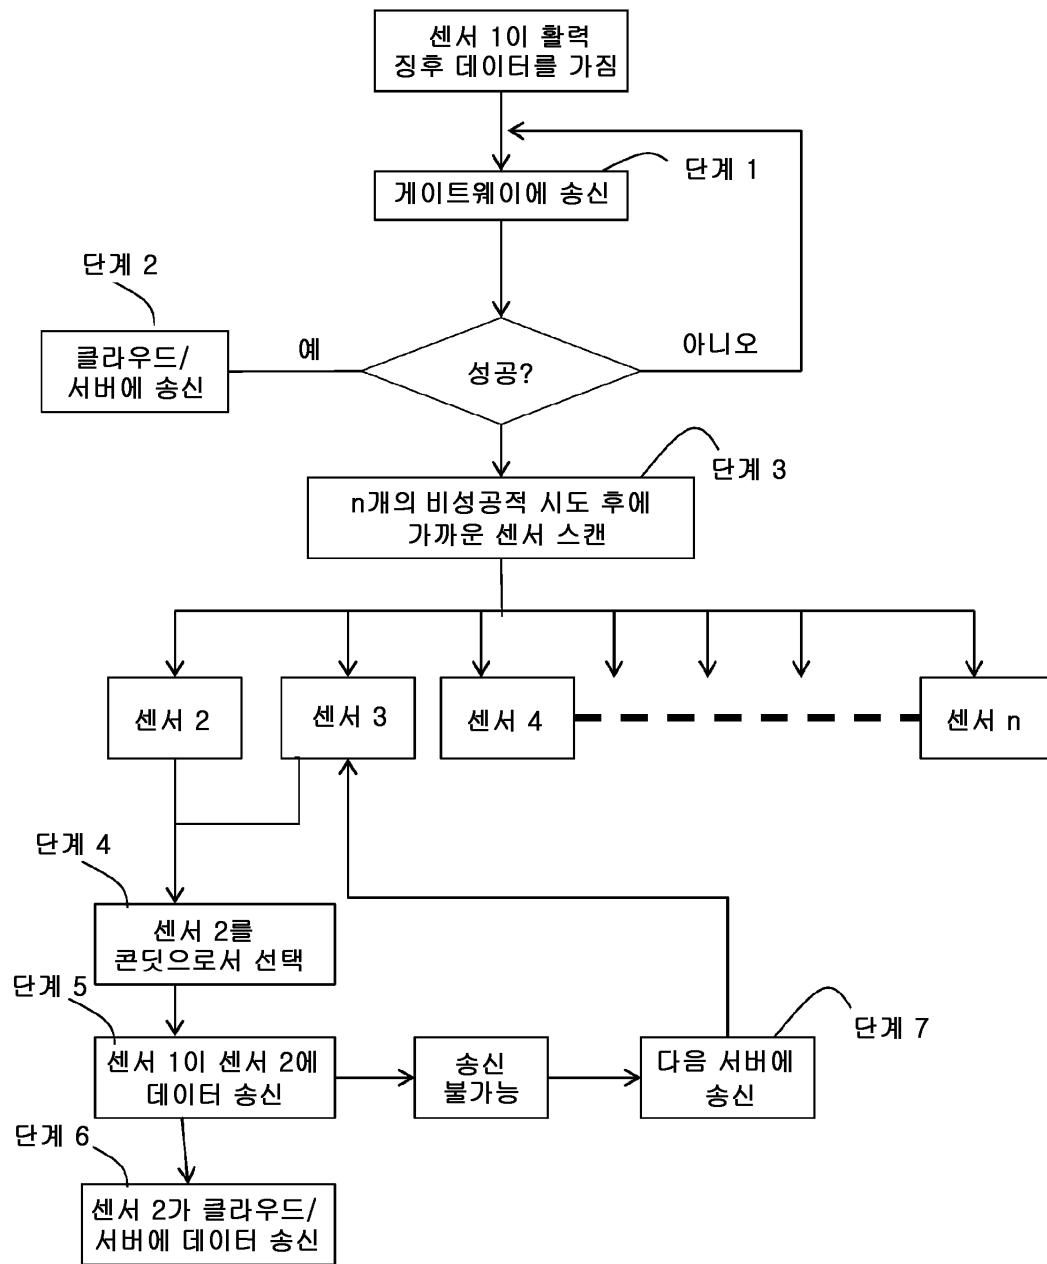 센서 1이 활력
징후 데이터를 가짐
단계 1
게이트웨이에 송신
단계 2
클라우드/
서버에 송신
예
성공?
아니오
단계 3
n개의 비성공적 시도 후에
가까운 센서 스캔
센서 2
센서 3
센서 4
센서 n
단계 4
센서 2를
콘딧으로서 선택
단계 5
센서 1이 센서 2에
데이터 송신
송신
불가능
다음 서버에
송신
단계 7
단계 6
센서 2가 클라우드/
서버에 데이터 송신